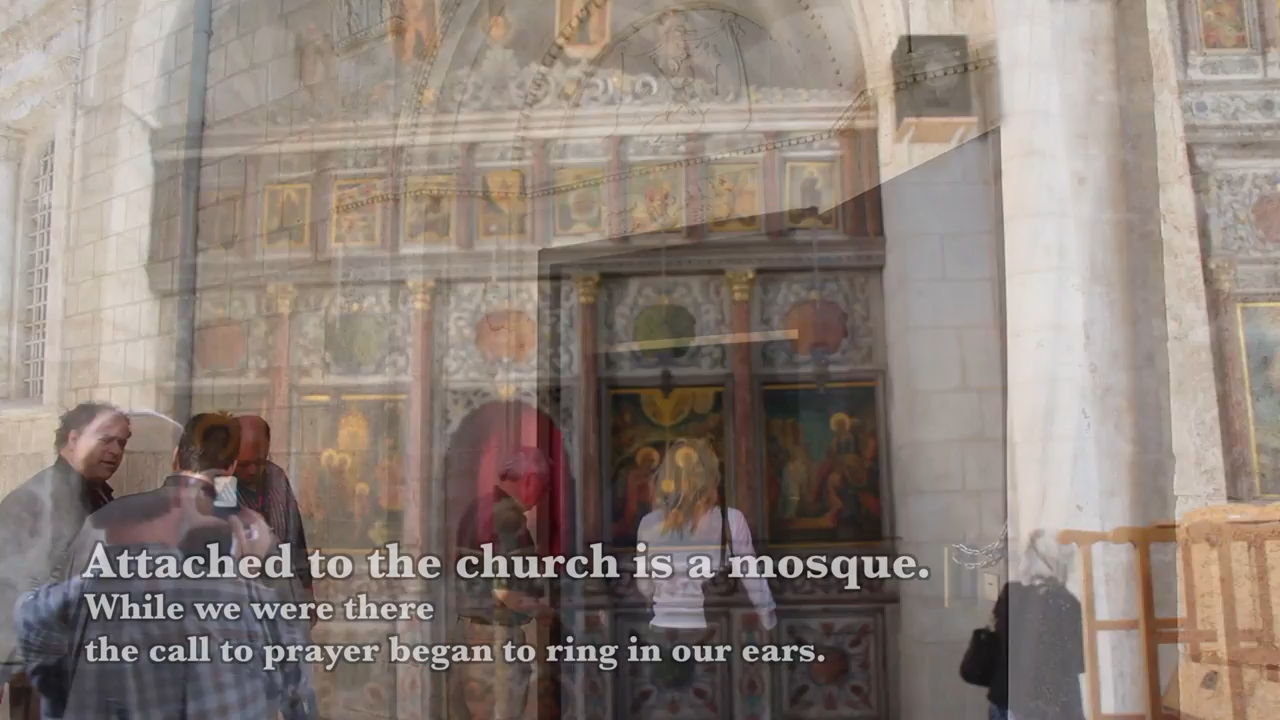 Attached to the church is a mosque.
While we were there
the call to prayer began to ring in our ears.